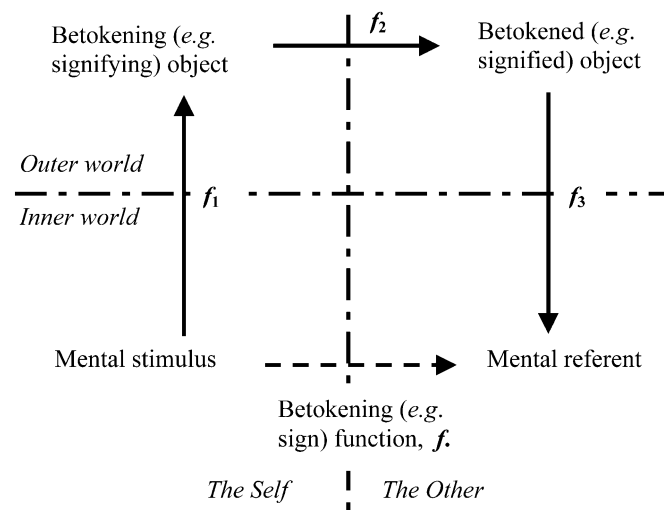 f₂
Betokening (e.g.
signifying) object
Betokened (e.g.
signified) object
Outer world
f₁
f₃
Inner world
Mental stimulus
Mental referent
Betokening (e.g.
sign) function, f.
The Self
The Other